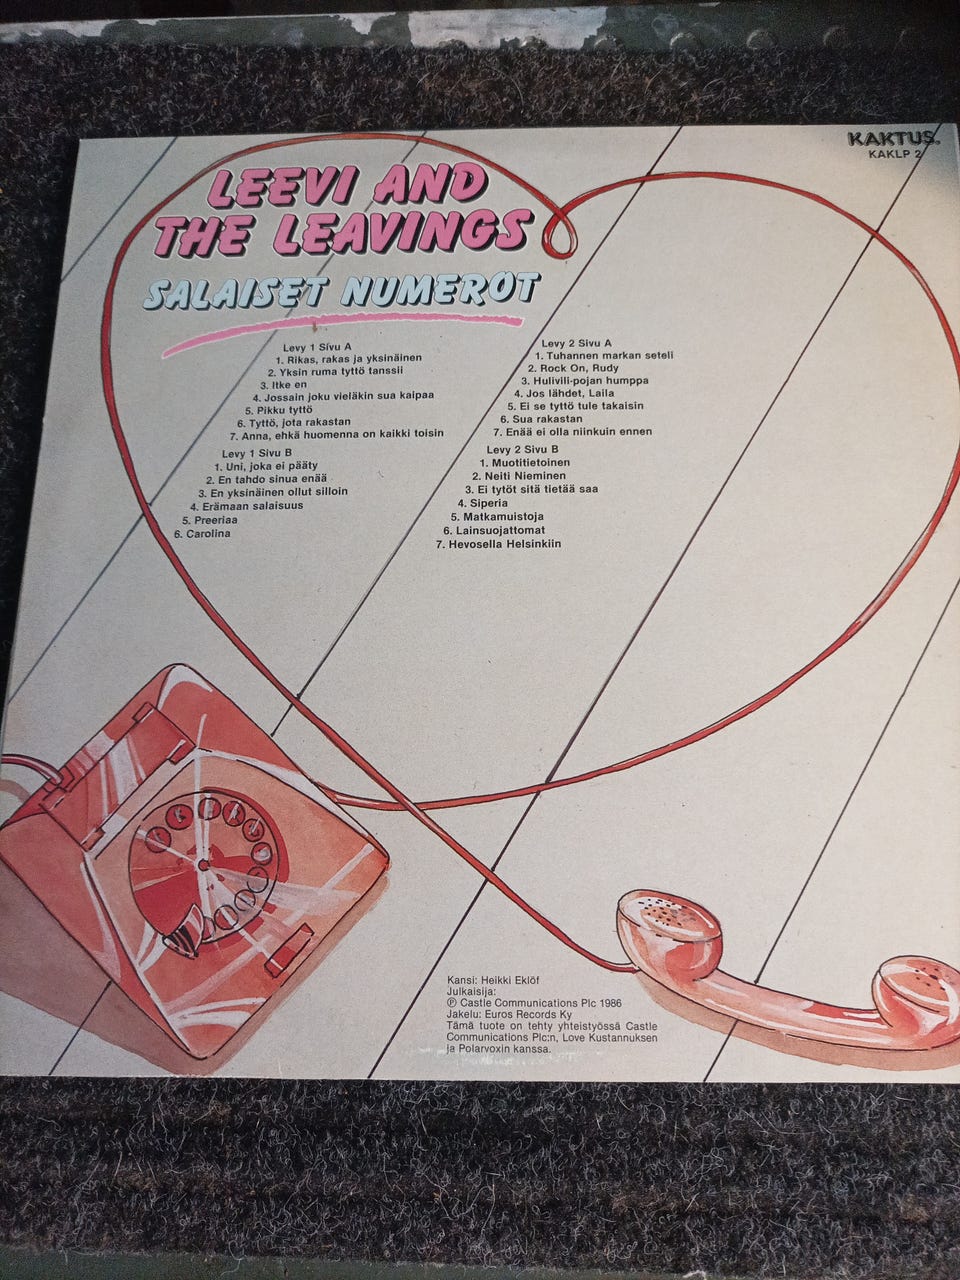 KAKTUS.
KAKLP 2
LEEVI AND
THE LEAVINGS
SALAISET NUMEROT
Levy 1 Sivu A
1. Rikas, rakas ja yksinäinen
2. Yksin ruma tyttö tanssii
3. Itke en
4. Jossain joku vieläkin sua kaipaa
5. Pikku tyttö
6. Tyttö, jota rakastan
7. Anna, ehkä huomenna on kaikki toisin
Levy 1 Sivu B
1. Uni, joka ei pääty
2. En tahdo sinua enää
3. En yksinäinen ollut silloin
4. Erämaan salaisuus
5. Preeriaa
6. Carolina
Levy 2 Sivu A
1. Tuhannen markan seteli
2. Rock On, Rudy
3. Hulivili-pojan humppa
4. Jos lähdet, Laila
5. Ei se tyttö tule takaisin
6. Sua rakastan
7. Enää ei olla niinkuin ennen
Levy 2 Sivu B
1. Muotitietoinen
2. Neiti Nieminen
3. Ei tytöt sitä tietää saa
4. Siperia
5. Matkamuistoja
6. Lainsuojattomat
7. Hevosella Helsinkiin
Kansi: Heikki Eklöf
Julkaisija:
℗ Castle Communications Plc 1986
Jakelu: Euros Records Ky
Tämä tuote on tehty yhteistyössä Castle
Communications Plc:n, Love Kustannuksen
ja Polarvoxin kanssa.